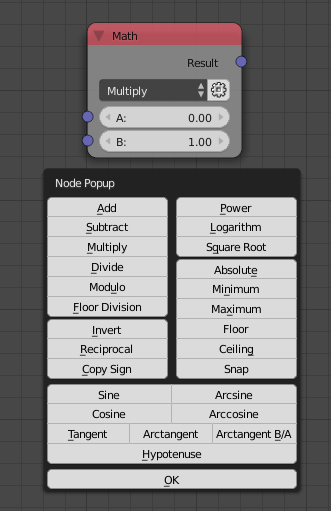 Math
Result
Multiply
A: 0.00
B: 1.00
Node Popup
Add
Subtract
Multiply
Divide
Modulo
Floor Division
Invert
Reciprocal
Copy Sign
Power
Logarithm
Square Root
Absolute
Minimum
Maximum
Floor
Ceiling
Snap
Sine Arcsine
Cosine Arccosine
Tangent Arctangent Arctangent B/A
Hypotenuse
OK